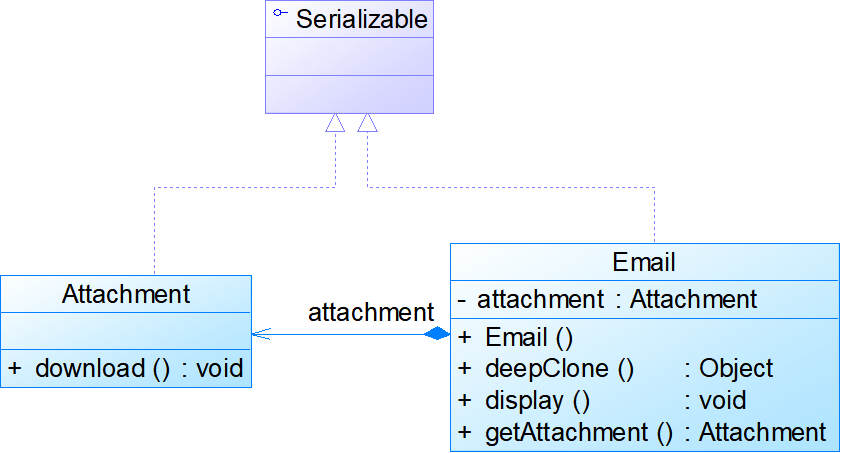 Serializable
Attachment
+ download () : void
attachment
Email
- attachment : Attachment
+ Email ()
+ deepClone () : Object
+ display () : void
+ getAttachment () : Attachment